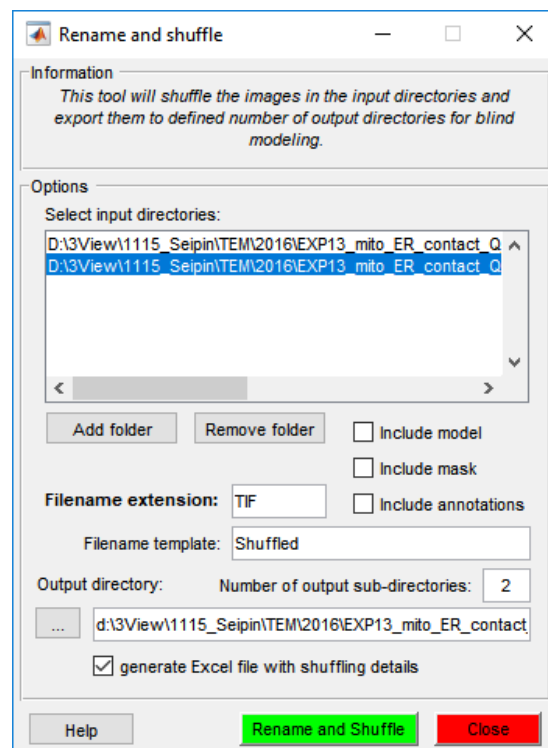 Rename and shuffle
Information
This tool will shuffle the images in the input directories and
export them to defined number of output directories for blind
modeling.
Options
Select input directories:
D:\3View\1115_Seipin\TEM\2016\EXP13_mito_ER_contact_Q
D:\3View\1115_Seipin\TEM\2016\EXP13_mito_ER_contact_Q
Add folder Remove folder Include model
Include mask
Filename extension: TIF Include annotations
Filename template: Shuffled
Output directory: Number of output sub-directories: 2
... d:\3View\1115_Seipin\TEM\2016\EXP13_mito_ER_contact_
generate Excel file with shuffling details
Help Rename and Shuffle Close